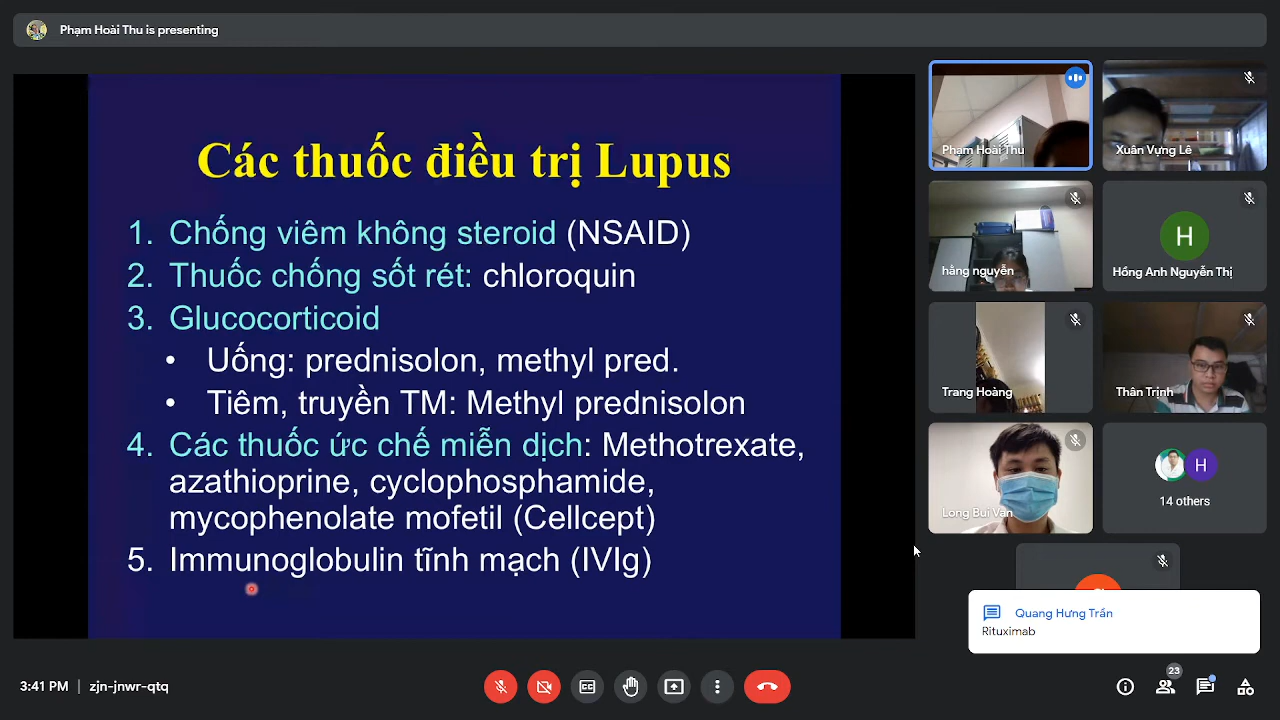 Phạm Hoài Thu is presenting
Các thuốc điều trị Lupus
1. Chống viêm không steroid (NSAID)
2. Thuốc chống sốt rét: chloroquin
3. Glucocorticoid
• Uống: prednisolon, methyl pred.
• Tiêm, truyền TM: Methyl prednisolon
4. Các thuốc ức chế miễn dịch: Methotrexate,
azathioprine, cyclophosphamide,
mycophenolate mofetil (Cellcept)
5. Immunoglobulin tĩnh mạch (IVIg)
Phạm Hoài Thu
Xuân Vựng Lê
hằng nguyễn
H
Hồng Anh Nguyễn Thị
Trang Hoàng
Thân Trịnh
Long Bui Van
H
14 others
Quang Hưng Trần
Rituximab
3:41 PM | zjn-jnwr-qtq
23